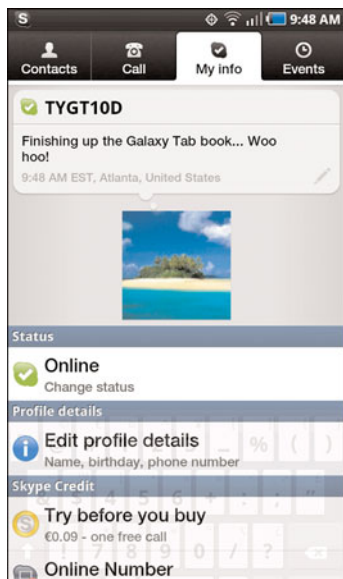 S 9:48 AM
Contacts Call My info Events
TYGT10D
Finishing up the Galaxy Tab book... Woo
hoo!
9:48 AM EST, Atlanta, United States
Status
Online
Change status
Profile details
Edit profile details
Name, birthday, phone number
Skype Credit
Try before you buy
€0.09 - one free call
Online Number